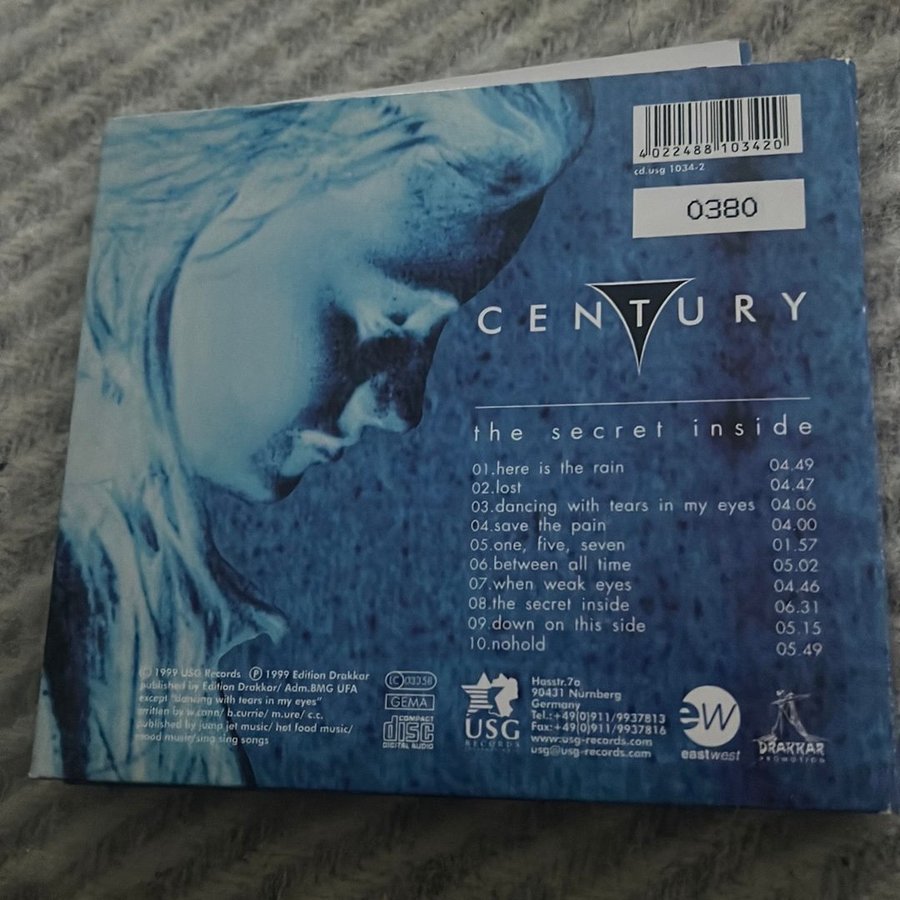 4 022488 103420
cd.usg 1034-2
0380
CENTURY
the secret inside
01.here is the rain 04.49
02.lost 04.47
03.dancing with tears in my eyes 04.06
04.save the pain 04.00
05.one, five, seven 01.57
06.between all time 05.02
07.when weak eyes 04.46
08.the secret inside 06.31
09.down on this side 05.15
10.nohold 05.49
(C) 1999 USG Records Ⓟ 1999 Edition Drakkar
published by Edition Drakkar/ Adm.BMG UFA
except "dancing with tears in my eyes"
written by w.cann/ b.currie/ m.ure/ c.c.
published by jump jet music/ hot food music/
mood music/sing sing songs
GEMA
COMPACT
disc
DIGITAL AUDIO
USG
RECORDS
Hasstr.7a
90431 Nürnberg
Germany
Tel.:+49(0)911/9937813
Fax:+49(0)911/9937816
www.usg-records.com
usg@usg-records.com
ew
eastwest
DRAKKAR
PROMOTION